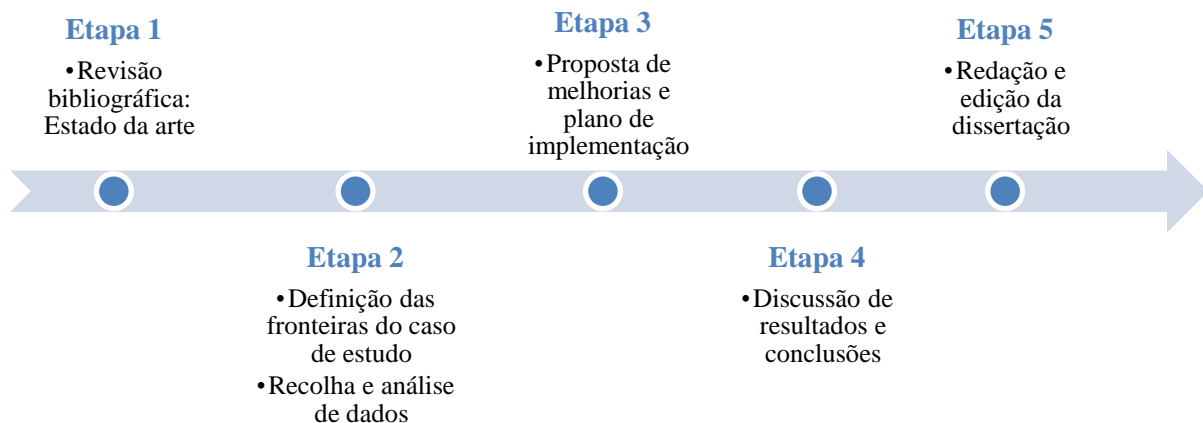 Etapa 1
•Revisão
bibliográfica:
Estado da arte
Etapa 2
•Definição das
fronteiras do caso
de estudo
•Recolha e análise
de dados
Etapa 3
•Proposta de
melhorias e
plano de
implementação
Etapa 4
•Discussão de
resultados e
conclusões
Etapa 5
•Redação e
edição da
dissertação